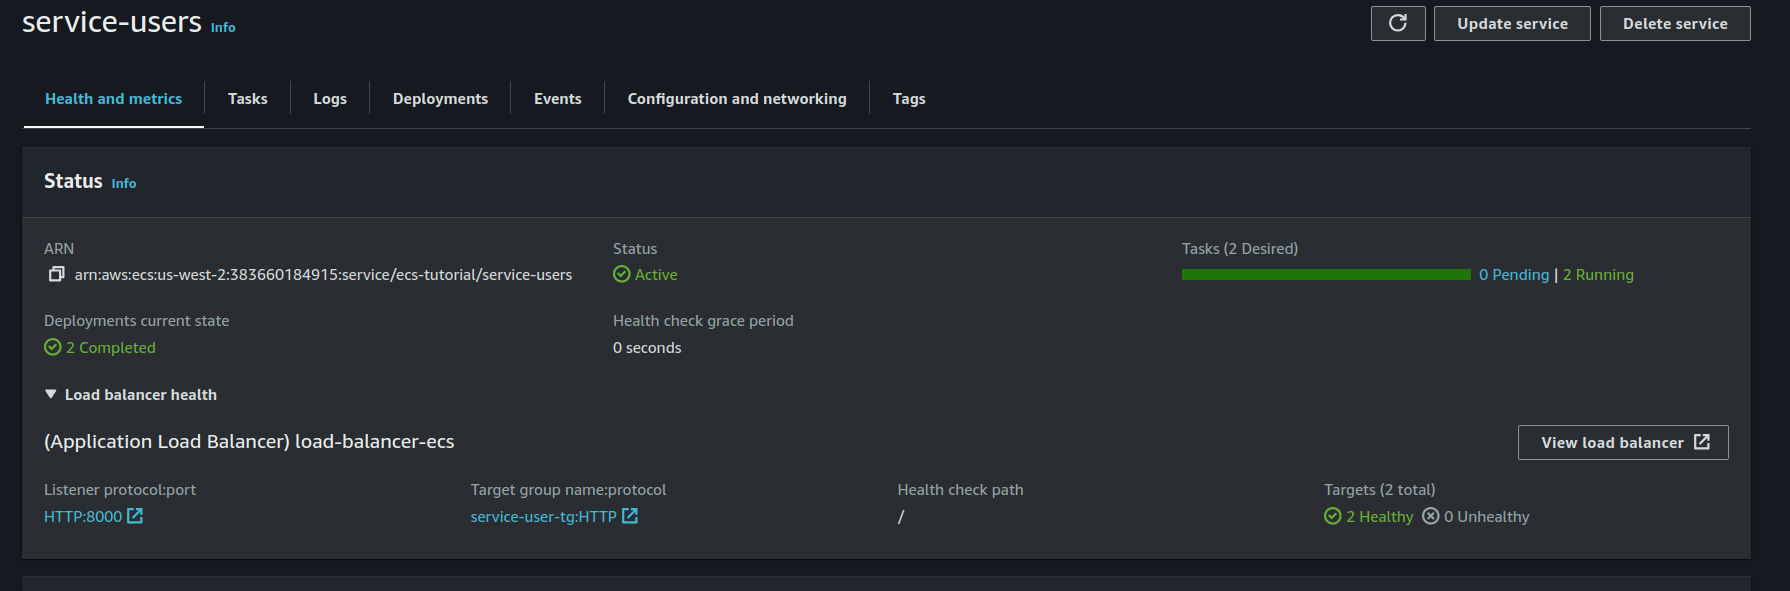 service-users Info
Update service
Delete service
Health and metrics
Tasks
Logs
Deployments
Events
Configuration and networking
Tags
Status Info
ARN
arn:aws:ecs:us-west-2:383660184915:service/ecs-tutorial/service-users
Status
Active
Tasks (2 Desired)
0 Pending | 2 Running
Deployments current state
2 Completed
Health check grace period
0 seconds
Load balancer health
(Application Load Balancer) load-balancer-ecs
View load balancer
Listener protocol:port
HTTP:8000
Target group name:protocol
service-user-tg:HTTP
Health check path
/
Targets (2 total)
2 Healthy 0 Unhealthy